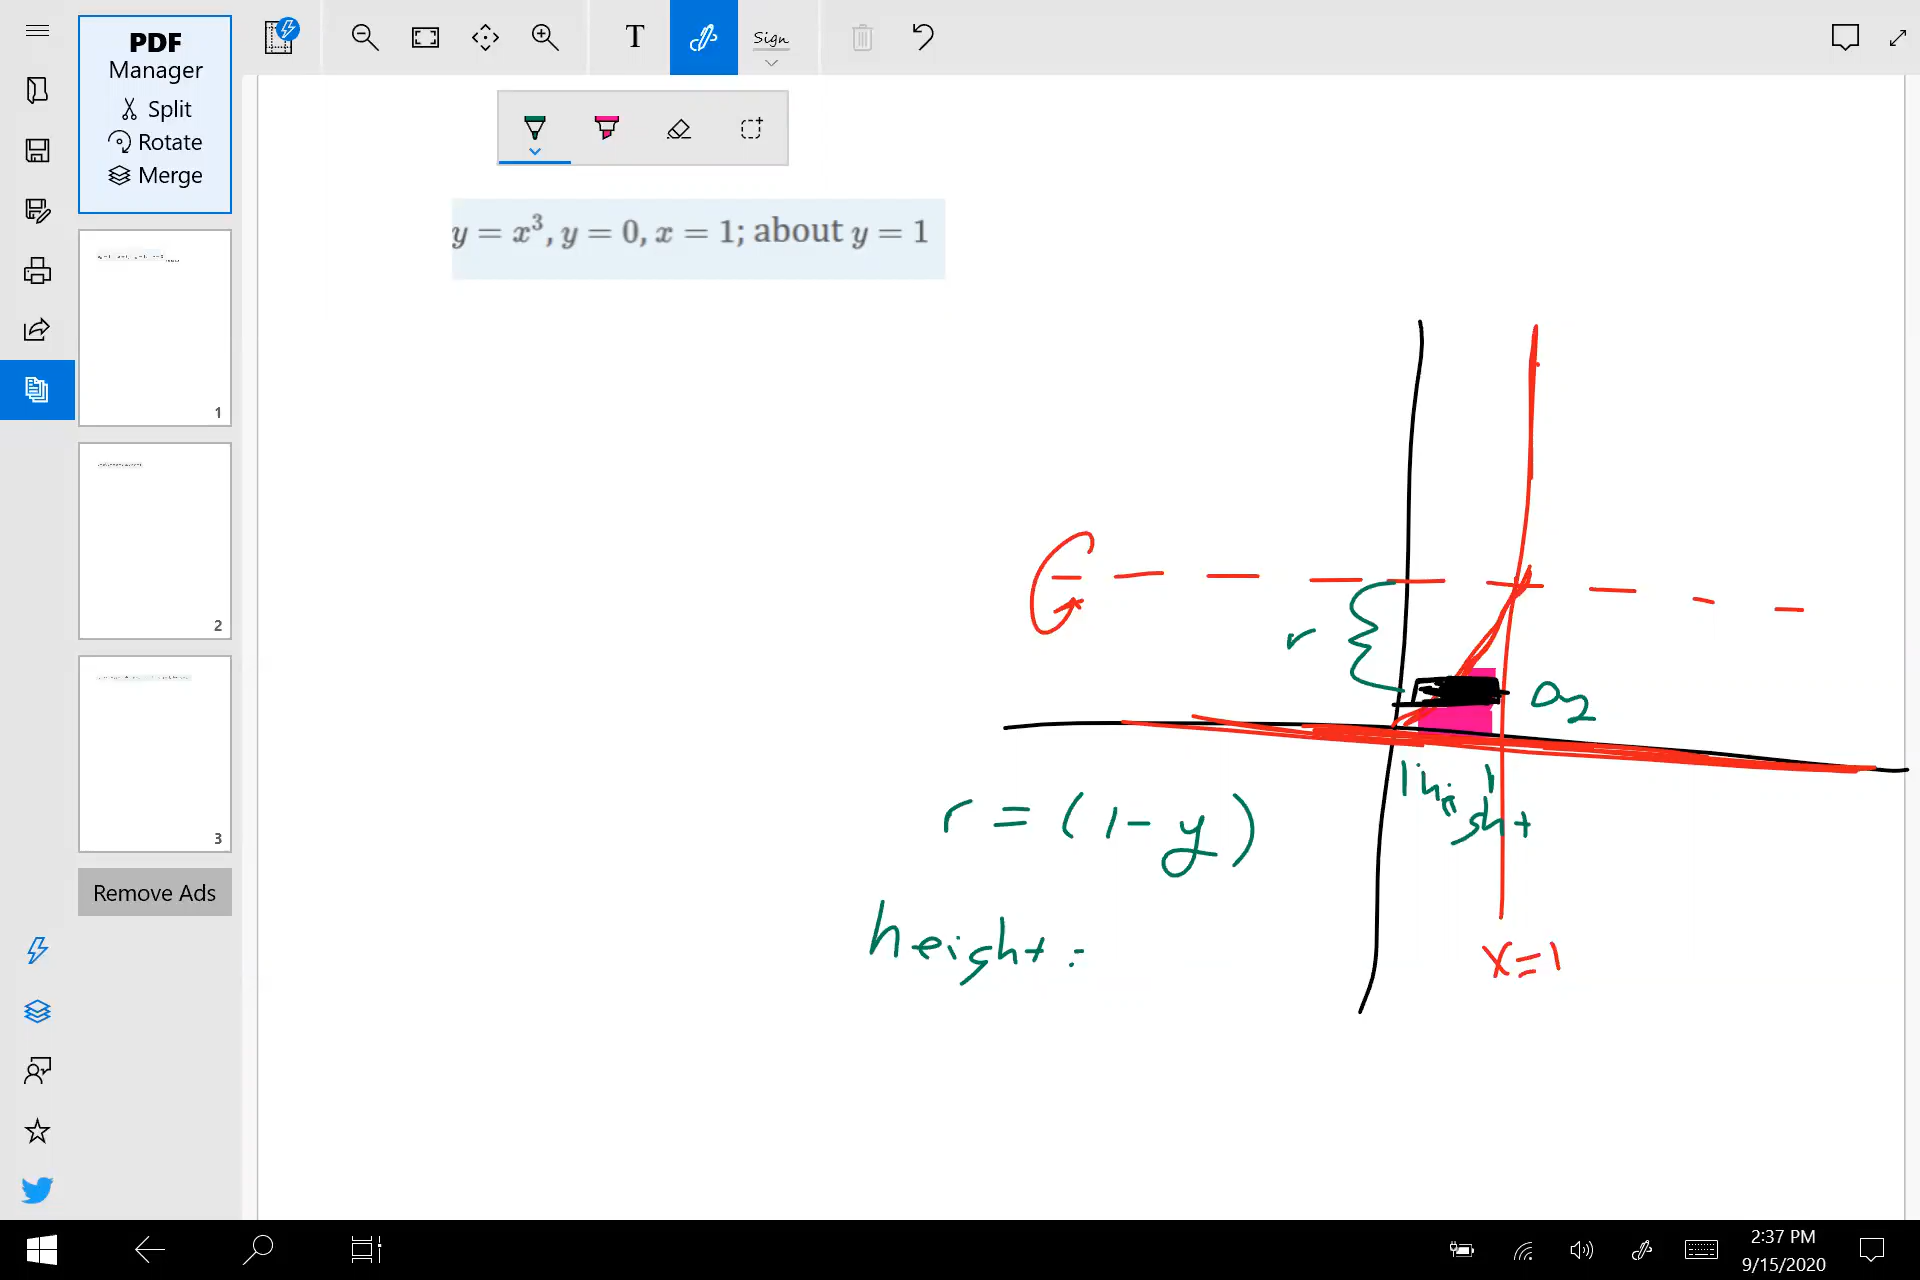 PDF
Manager
Split
Rotate
Merge
T
Sign
y = x³, y = 0, x = 1; about y = 1
1
2
3
Remove Ads
r
r = (1 - y)
height :
x = 1
2:37 PM
9/15/2020